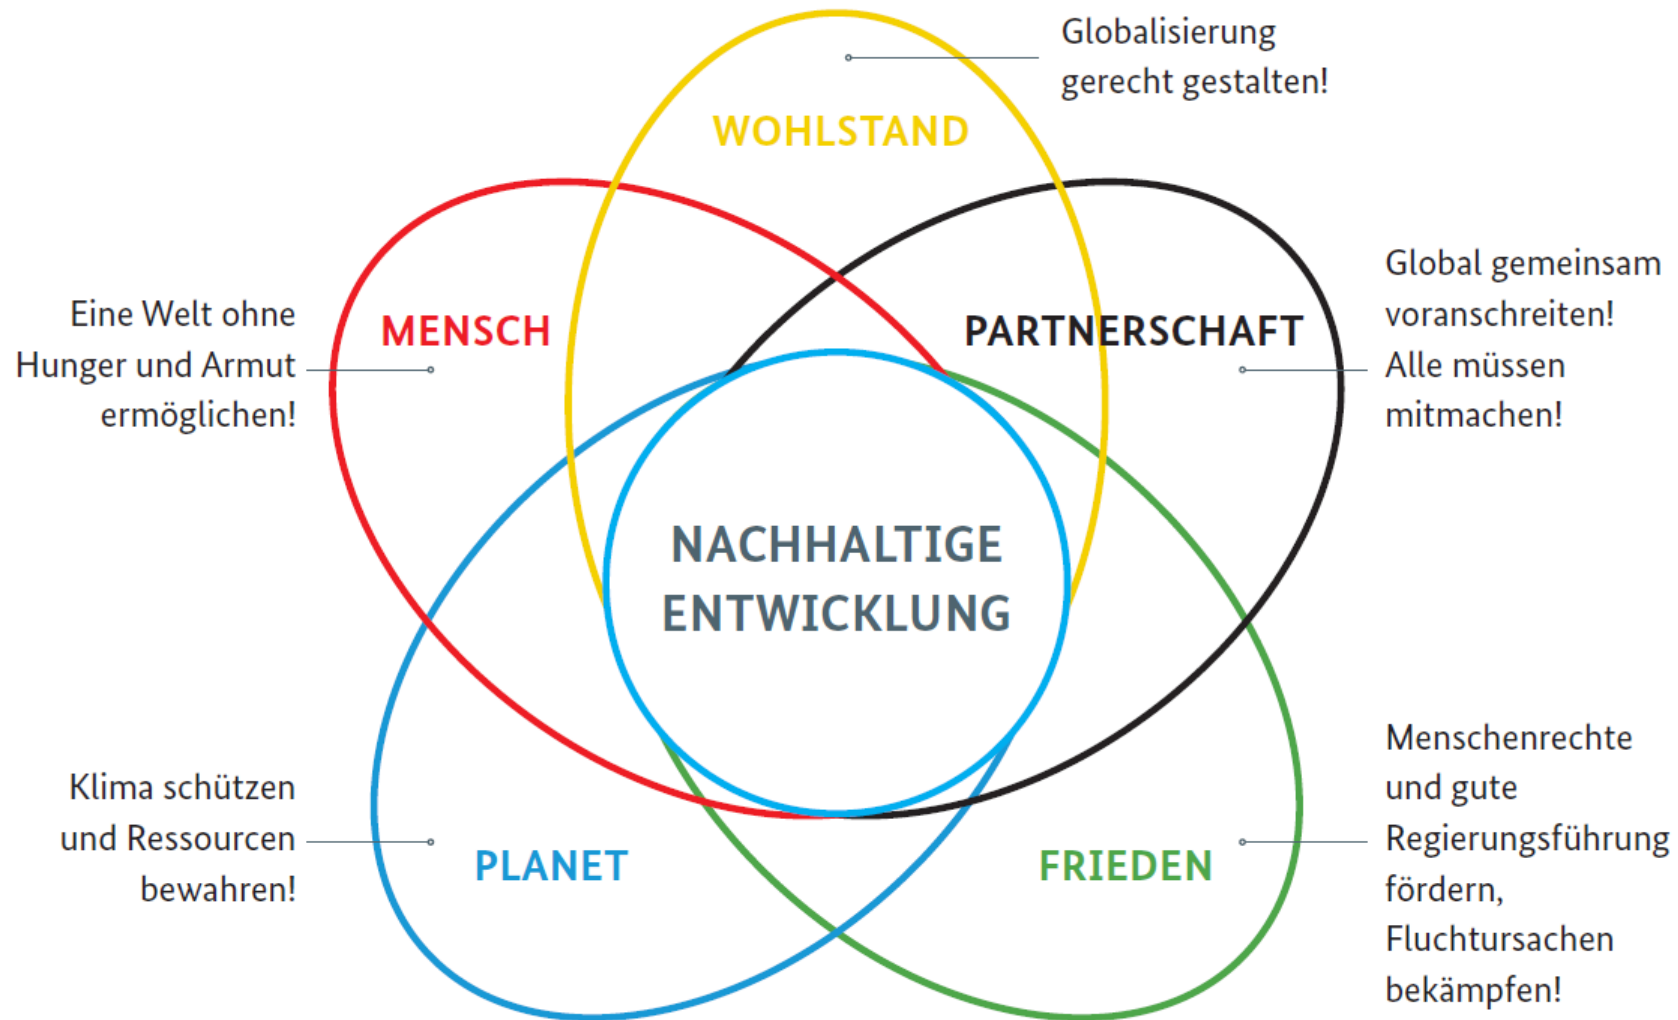 Globalisierung
gerecht gestalten!
WOHLSTAND
Eine Welt ohne
Hunger und Armut
ermöglichen!
MENSCH
PARTNERSCHAFT
Global gemeinsam
voranschreiten!
Alle müssen
mitmachen!
NACHHALTIGE
ENTWICKLUNG
Klima schützen
und Ressourcen
bewahren!
PLANET
FRIEDEN
Menschenrechte
und gute
Regierungsführung
fördern,
Fluchtursachen
bekämpfen!